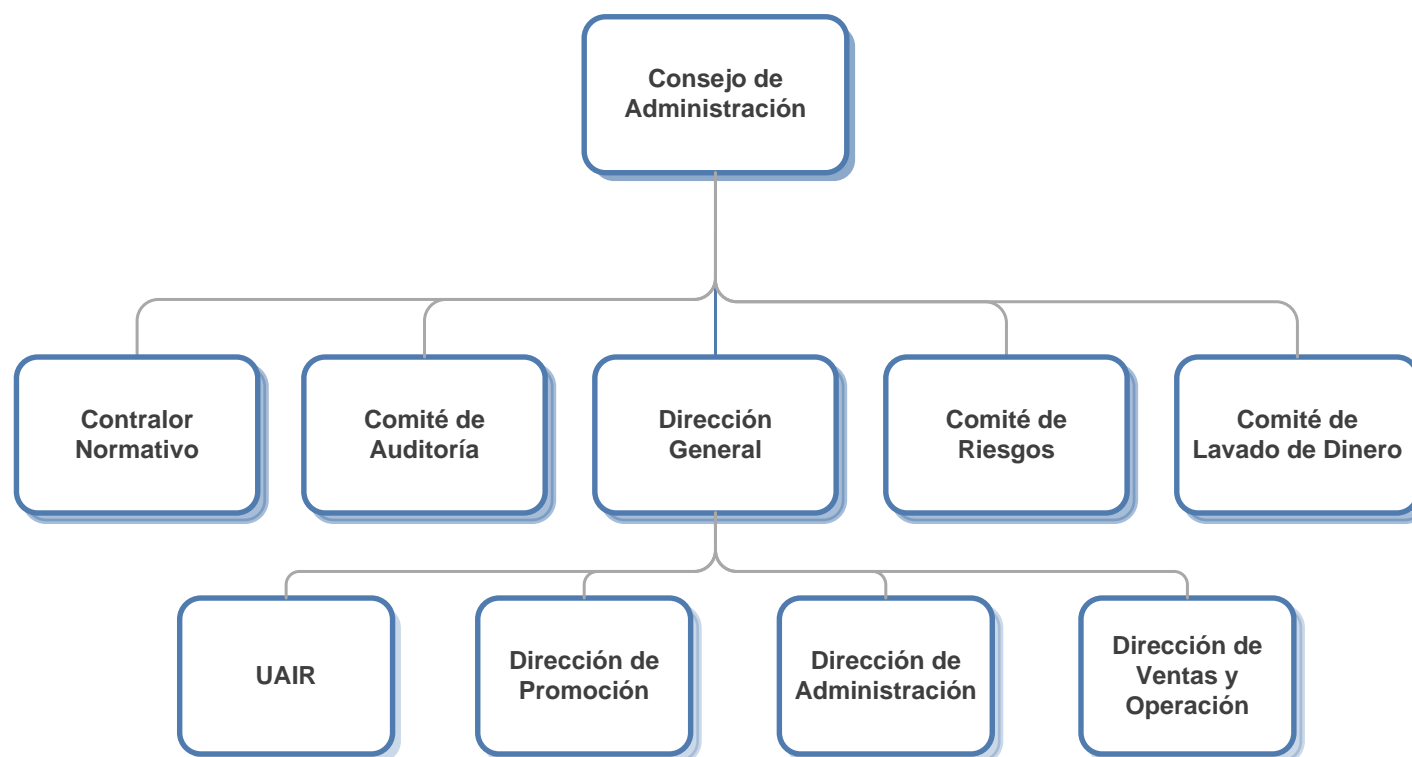 Consejo de
Administración
Contralor
Normativo
Comité de
Auditoría
Dirección
General
Comité de
Riesgos
Comité de
Lavado de Dinero
UAIR
Dirección de
Promoción
Dirección de
Administración
Dirección de
Ventas y
Operación